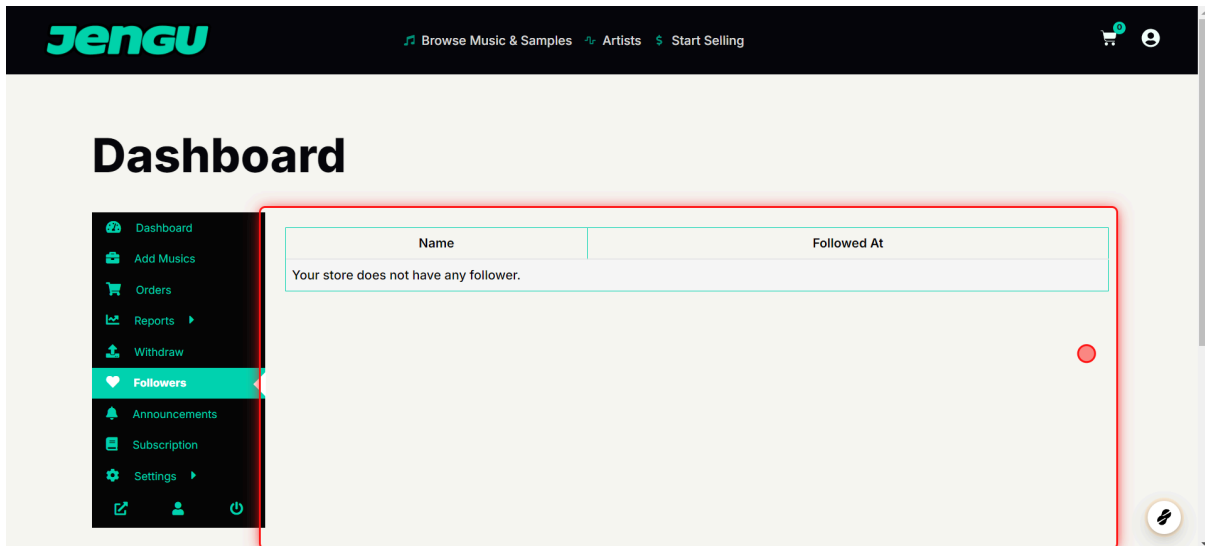 JENGU
Browse Music & Samples Artists $ Start Selling
0
Dashboard
Dashboard
Add Musics
Orders
Reports
Withdraw
Followers
Announcements
Subscription
Settings
Name Followed At
Your store does not have any follower.